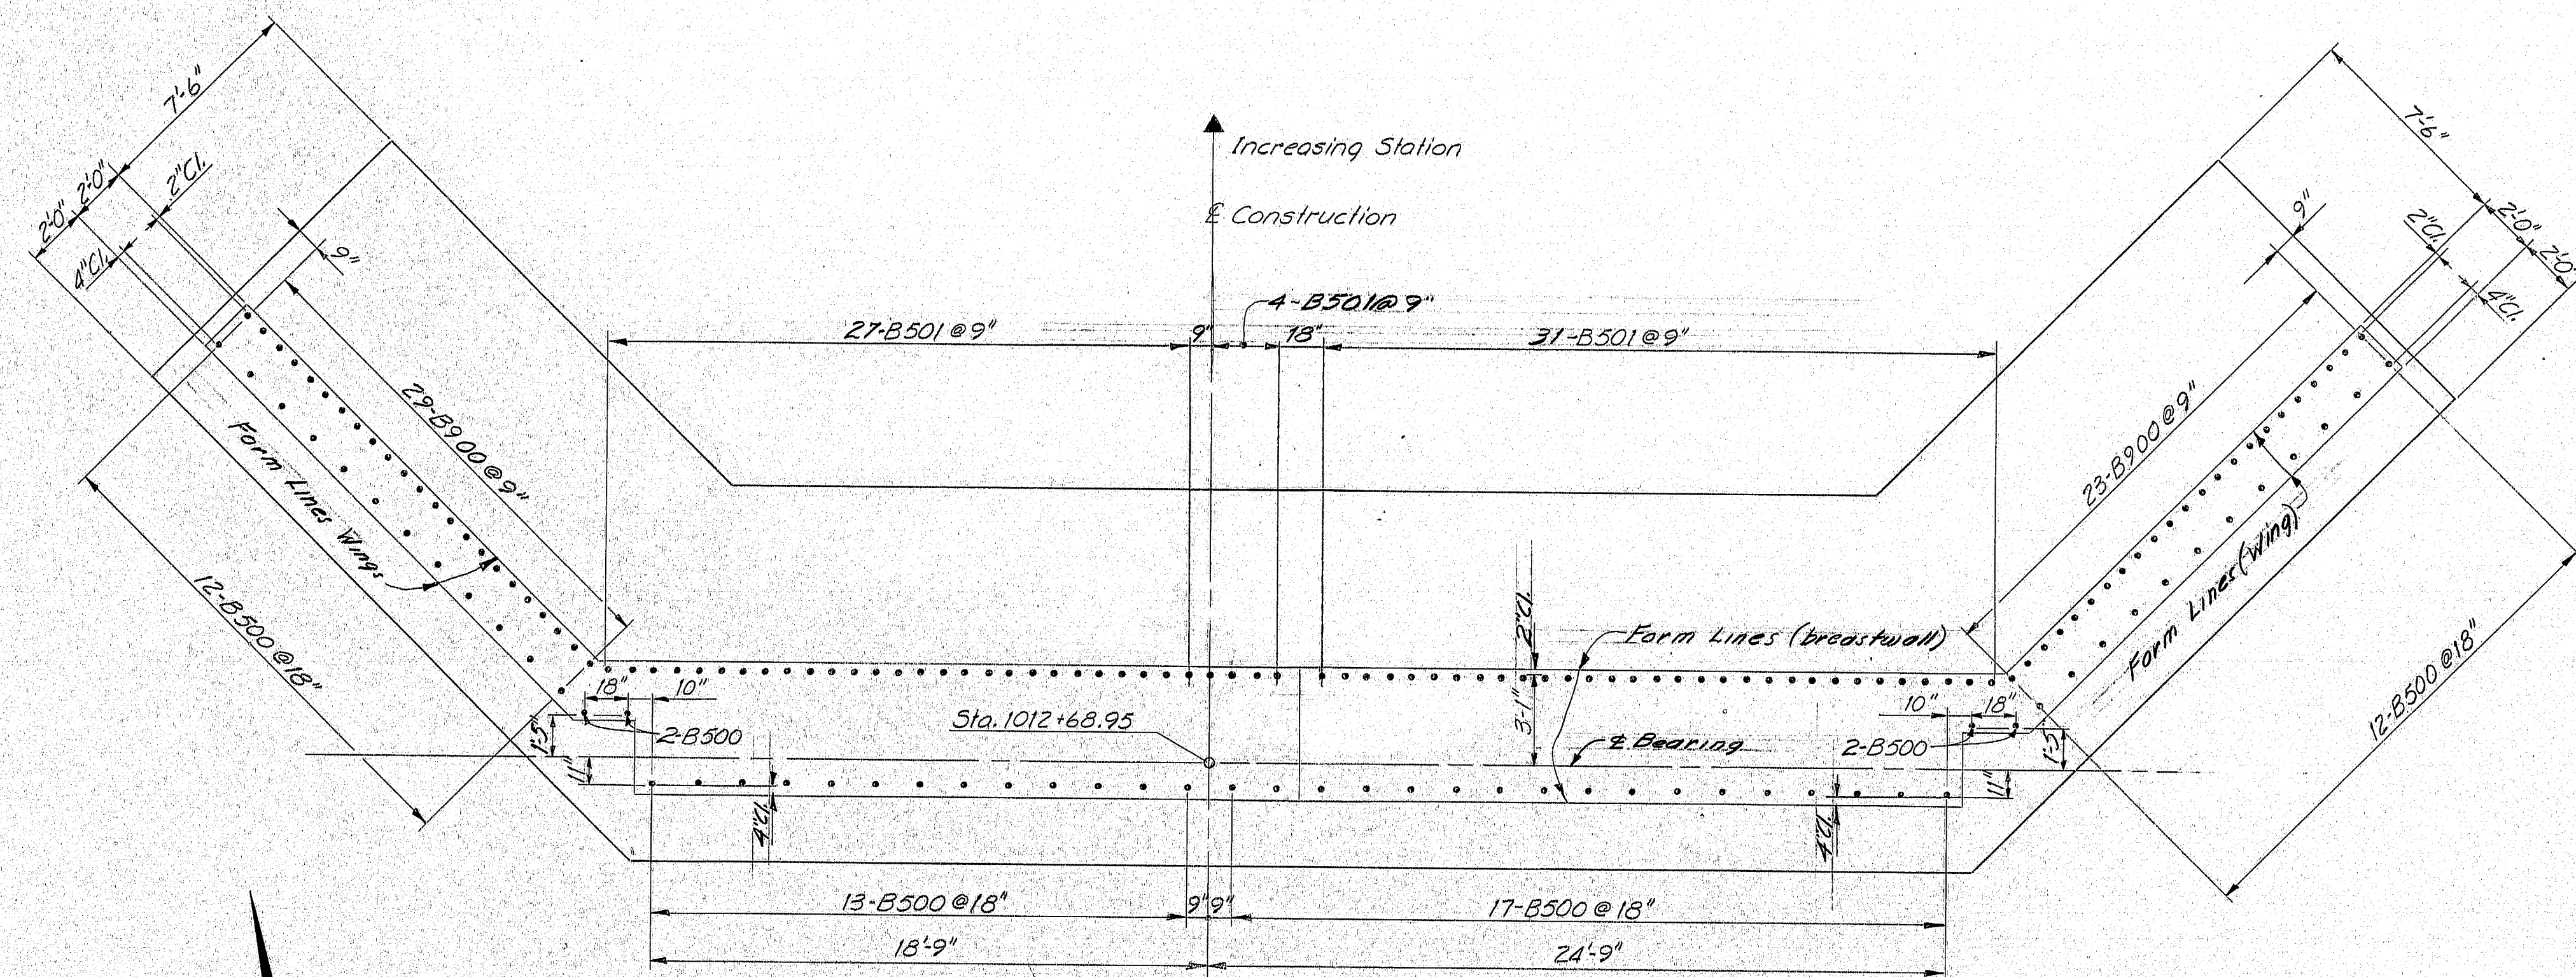 7'-6"
2'-0"
2'-0"
2"Cl.
4"Cl.
9"
29-B900@9"
Form Lines Wings
12-B500@18"
Increasing Station
℄ Construction
4-B501@9"
27-B501@9"
9"
18"
31-B501@9"
7'-6"
9"
2"Cl.
2'-0"
2'-0"
4"Cl.
23-B900@9"
Form Lines (Wing)
12-B500@18"
2"Cl.
Form Lines (breastwall)
3'-1"
18"
10"
2-B500
1'-5"
11"
Sta. 1012+68.95
℄ Bearing
10"
18"
2-B500
1'-5"
11"
4"Cl.
4"Cl.
13-B500@18"
9"
9"
17-B500@18"
18'-9"
24'-9"